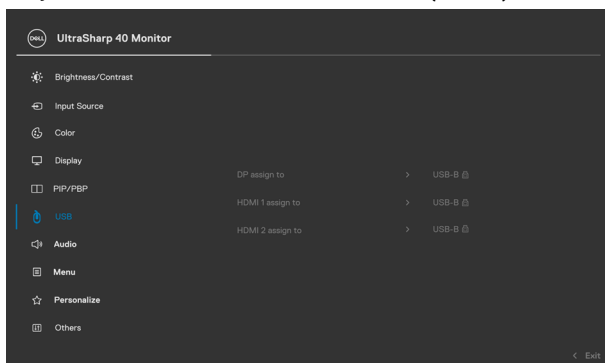 DELL UltraSharp 40 Monitor
Brightness/Contrast
Input Source
Color
Display
DP assign to > USB-B
PIP/PBP
HDMI 1 assign to > USB-B
USB
HDMI 2 assign to > USB-B
Audio
Menu
Personalize
Others
< Exit